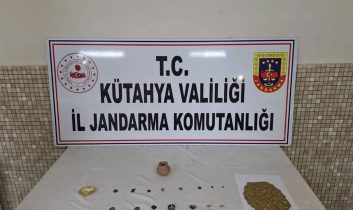 T.C.
KÜTAHYA VALİLİĞİ
İL JANDARMA KOMUTANLIĞI